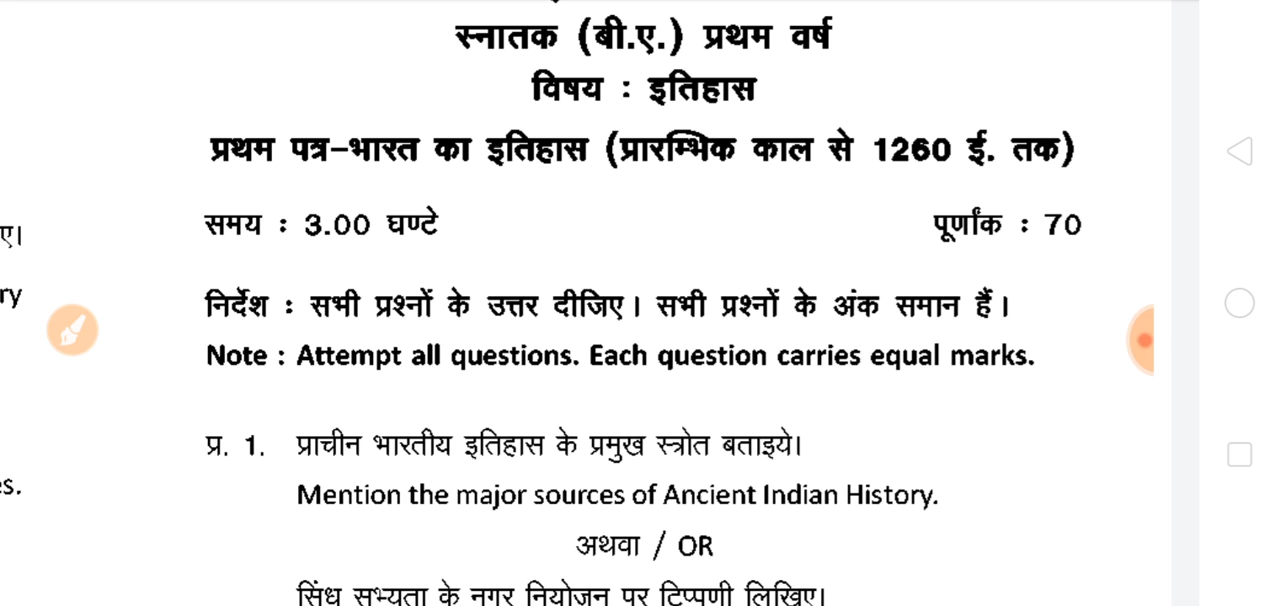 स्नातक (बी.ए.) प्रथम वर्ष
विषय : इतिहास
प्रथम पत्र–भारत का इतिहास (प्रारम्भिक काल से 1260 ई. तक)
समय : 3.00 घण्टे पूर्णांक : 70
ए।
ry
निर्देश : सभी प्रश्नों के उत्तर दीजिए। सभी प्रश्नों के अंक समान हैं।
Note : Attempt all questions. Each question carries equal marks.
प्र. 1. प्राचीन भारतीय इतिहास के प्रमुख स्त्रोत बताइये।
es.
Mention the major sources of Ancient Indian History.
अथवा / OR
सिंधु सभ्यता के नगर नियोजन पर टिप्पणी लिखिए।